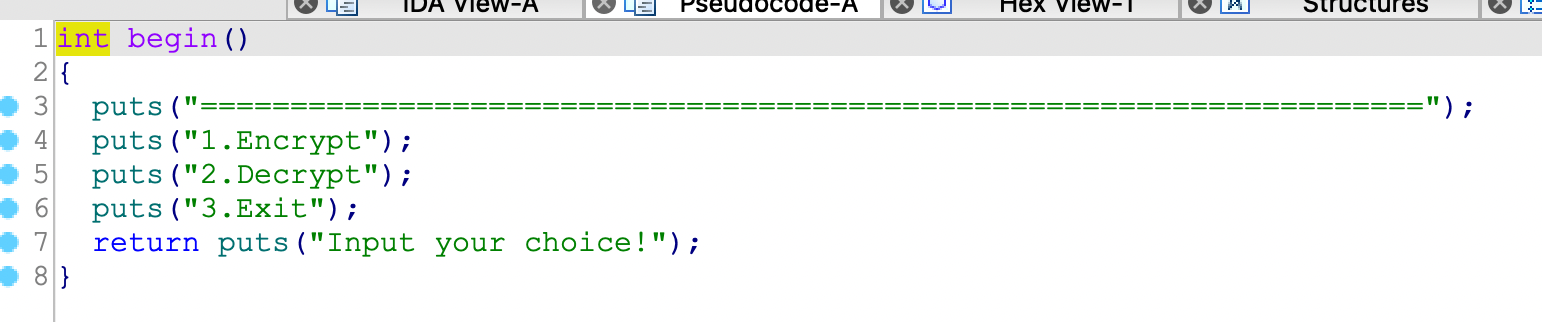 IDA View-A Pseudocode-A Hex View-1 Structures
1 int begin()
2 {
3 puts("====================================================================");
4 puts("1.Encrypt");
5 puts("2.Decrypt");
6 puts("3.Exit");
7 return puts("Input your choice!");
8 }